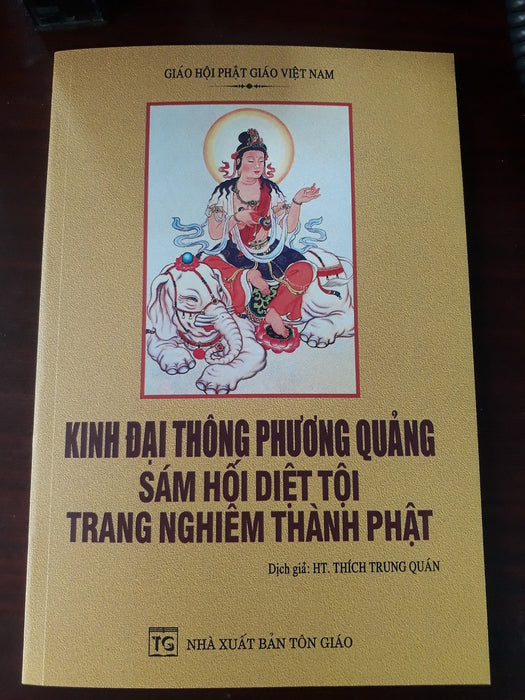 GIÁO HỘI PHẬT GIÁO VIỆT NAM
KINH ĐẠI THÔNG PHƯƠNG QUẢNG
SÁM HỐI DIỆT TỘI
TRANG NGHIÊM THÀNH PHẬT
Dịch giả: HT. THÍCH TRUNG QUÁN
TG
NHÀ XUẤT BẢN TÔN GIÁO